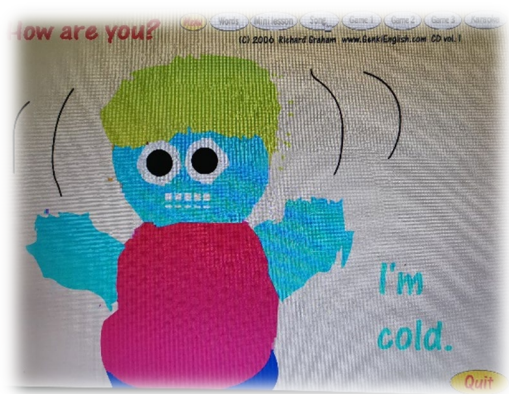 How are you?
Words Mini lesson Song Game 1 Game 2 Game 3
(C) 2006 Richard Graham www.GenkiEnglish.com CD vol.1
I'm
cold.
Quit